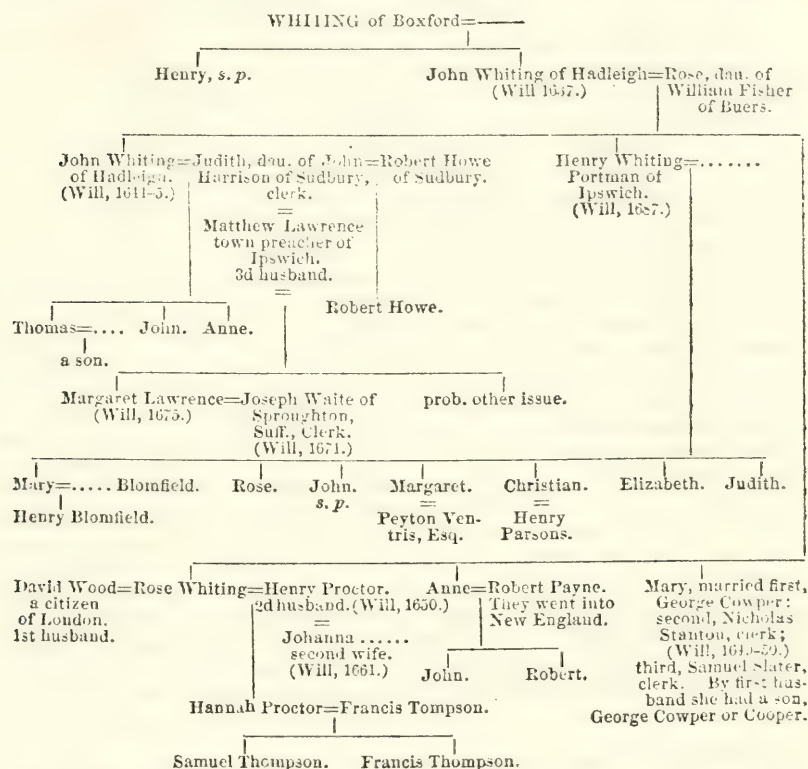 WHITING of Boxford=——
Henry, s. p. John Whiting of Hadleigh=Rose, dau. of
(Will 1637.) William Fisher
of Buers.
John Whiting=Judith, dau. of John=Robert Howe Henry Whiting=.......
of Hadleigh. Harrison of Sudbury, of Sudbury. Portman of
(Will, clerk. Ipswich.
= (Will,
Matthew Lawrence
town preacher of
Ipswich.
3d husband.
=
Robert Howe.
Thomas=.... John. Anne.
a son.
Margaret Lawrence=Joseph Waite of prob. other issue.
(Will, 1675.) Sproughton,
Suff., Clerk.
(Will, 1671.)
Mary=..... Blomfield. Rose. John. Margaret. Christian. Elizabeth. Judith.
s. p. = =
Henry Blomfield. Peyton Ven- Henry
tris, Esq. Parsons.
David Wood=Rose Whiting=Henry Proctor. Anne=Robert Payne. Mary, married first,
a citizen 2d husband. (Will, 1650.) They went into George Cowper:
of London. = New England. second, Nicholas
1st husband. Johanna ...... Stanton, clerk;
second wife. (Will,
(Will, 1661.) John. Robert. third, Samuel Slater,
clerk. By first hus-
band she had a son,
Hannah Proctor=Francis Tompson. George Cowper or Cooper.
Samuel Thompson. Francis Thompson.